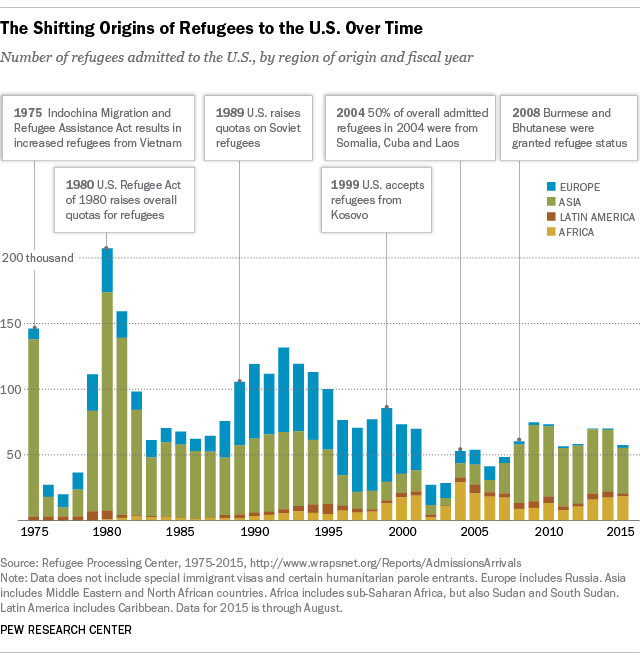 The Shifting Origins of Refugees to the U.S. Over Time
Number of refugees admitted to the U.S., by region of origin and fiscal year
1975 Indochina Migration and
Refugee Assistance Act results in
increased refugees from Vietnam
1989 U.S. raises
quotas on Soviet
refugees
2004 50% of overall admitted
refugees in 2004 were from
Somalia, Cuba and Laos
2008 Burmese and
Bhutanese were
granted refugee status
1980 U.S. Refugee Act
of 1980 raises overall
quotas for refugees
1999 U.S. accepts
refugees from
Kosovo
EUROPE
ASIA
LATIN AMERICA
AFRICA
200 thousand
150
100
50
1975
1980
1985
1990
1995
2000
2005
2010
2015
Source: Refugee Processing Center, 1975-2015, http://www.wrapsnet.org/Reports/AdmissionsArrivals
Note: Data does not include special immigrant visas and certain humanitarian parole entrants. Europe includes Russia. Asia
includes Middle Eastern and North African countries. Africa includes sub-Saharan Africa, but also Sudan and South Sudan.
Latin America includes Caribbean. Data for 2015 is through August.
PEW RESEARCH CENTER